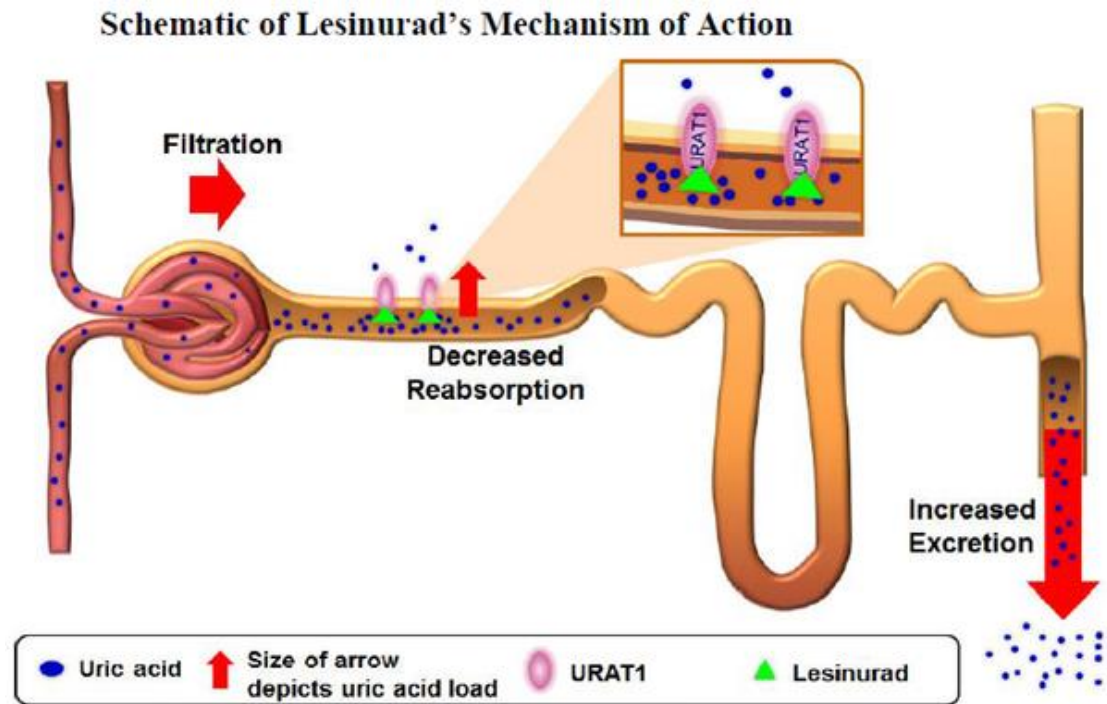 Schematic of Lesinurad's Mechanism of Action
Filtration
URAT1
URAT1
Decreased
Reabsorption
Increased
Excretion
Uric acid
Size of arrow
depicts uric acid load
URAT1
Lesinurad